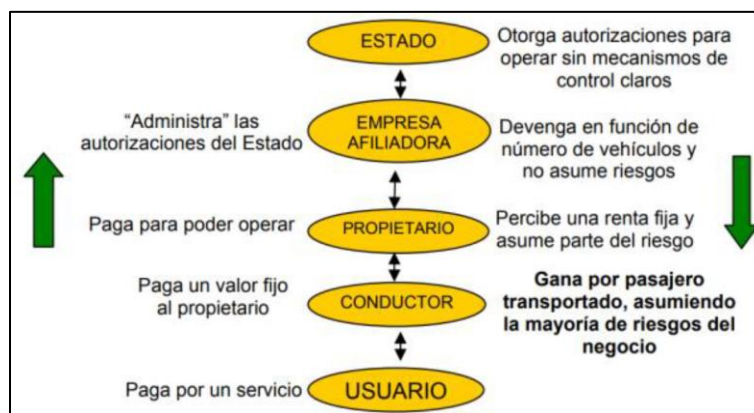 ESTADO
Otorga autorizaciones para
operar sin mecanismos de
control claros
“Administra” las
autorizaciones del Estado
EMPRESA
AFILIADORA
Devenga en función de
número de vehículos y
no asume riesgos
Paga para poder operar
PROPIETARIO
Percibe una renta fija y
asume parte del riesgo
Paga un valor fijo
al propietario
CONDUCTOR
Gana por pasajero
transportado, asumiendo
la mayoría de riesgos del
negocio
Paga por un servicio
USUARIO